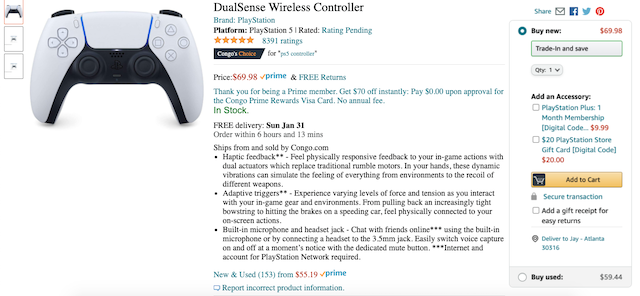 DualSense Wireless Controller
Brand: PlayStation
Platform: PlayStation 5 | Rated: Rating Pending
8391 ratings
Congo's Choice for "ps5 controller"
Price:$69.98 prime & FREE Returns
Thank you for being a Prime member. Get $70 off instantly: Pay $0.00 upon approval for
the Congo Prime Rewards Visa Card. No annual fee.
In Stock.
FREE delivery: Sun Jan 31
Order within 6 hours and 13 mins
Ships from and sold by Congo.com
• Haptic feedback** - Feel physically responsive feedback to your in-game actions with
dual actuators which replace traditional rumble motors. In your hands, these dynamic
vibrations can simulate the feeling of everything from environments to the recoil of
different weapons.
• Adaptive triggers** - Experience varying levels of force and tension as you interact
with your in-game gear and environments. From pulling back an increasingly tight
bowstring to hitting the brakes on a speeding car, feel physically connected to your
on-screen actions.
• Built-in microphone and headset jack - Chat with friends online*** using the built-in
microphone or by connecting a headset to the 3.5mm jack. Easily switch voice capture
on and off at a moment's notice with the dedicated mute button. ***Internet and
account for PlayStation Network required.
New & Used (153) from $55.19 prime
Report incorrect product information.
Share
Buy new: $69.98
Trade-In and save
Qty: 1
Add an Accessory:
PlayStation Plus: 1
Month Membership
[Digital Code... $9.99
$20 PlayStation Store
Gift Card [Digital Code]
$20.00
Add to Cart
Secure transaction
Add a gift receipt for
easy returns
Deliver to Jay - Atlanta
30316
Buy used: $59.44